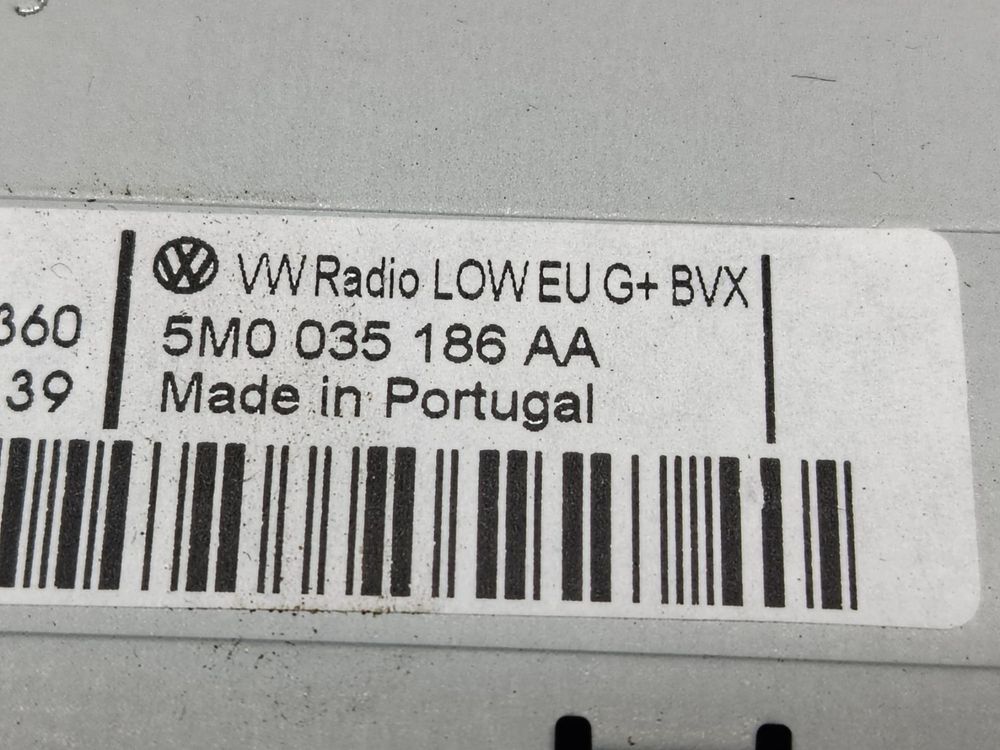 VW Radio LOW EU G+ BVX
360
5M0 035 186 AA
39
Made in Portugal